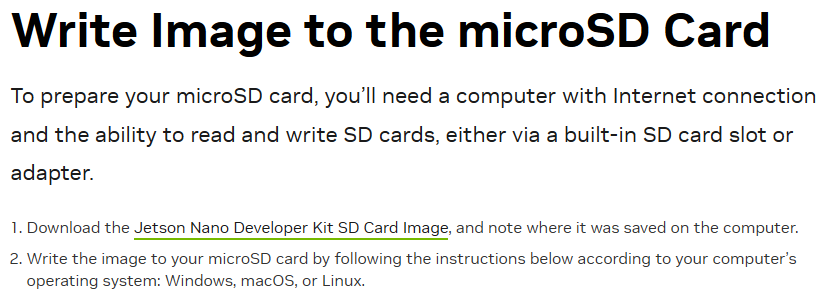 Write Image to the microSD Card
To prepare your microSD card, you’ll need a computer with Internet connection
and the ability to read and write SD cards, either via a built-in SD card slot or
adapter.
1. Download the Jetson Nano Developer Kit SD Card Image, and note where it was saved on the computer.
2. Write the image to your microSD card by following the instructions below according to your computer’s
operating system: Windows, macOS, or Linux.